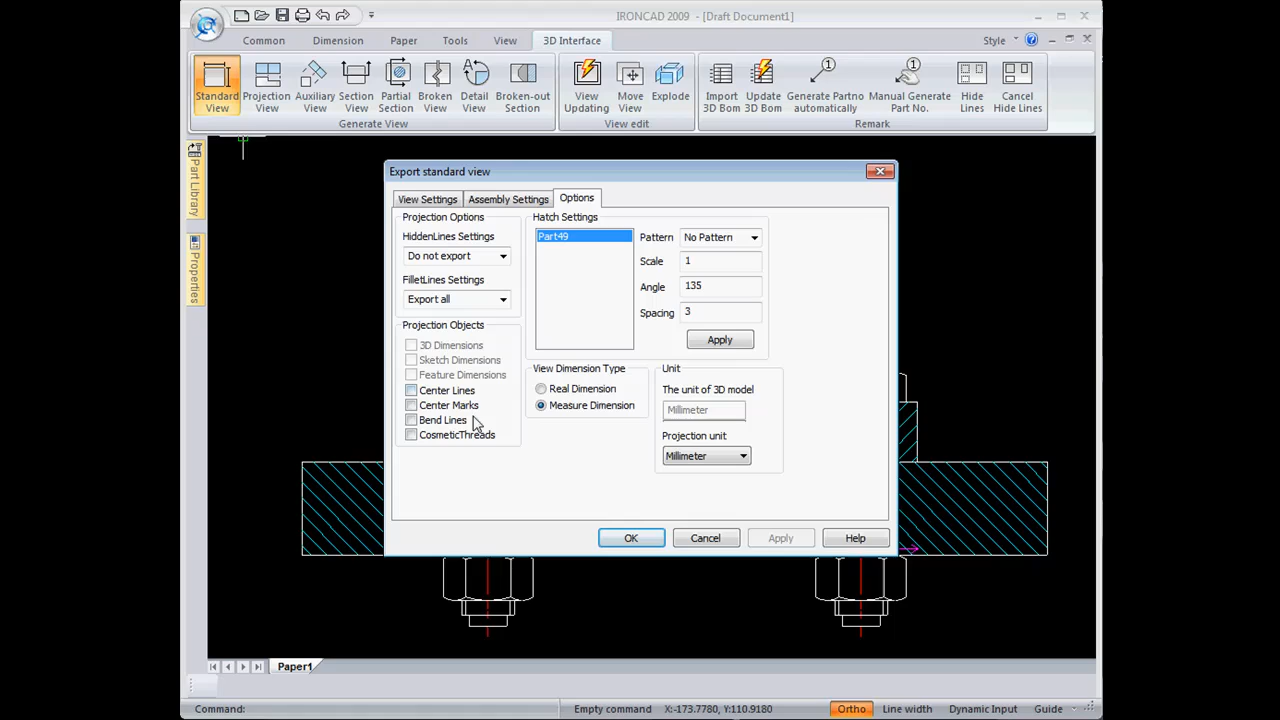 IRONCAD 2009 - [Draft Document1]
Common Dimension Paper Tools View 3D Interface Style
Standard View
Projection View
Auxiliary View
Section View
Partial Section
Broken View
Detail View
Broken-out Section
View Updating
Move View
Explode
Import 3D Bom
Update 3D Bom
Generate Partno automatically
Manual Generate Part No.
Hide Lines
Cancel Hide Lines
Generate View View edit Remark
Part Library
Properties
Export standard view
View Settings Assembly Settings Options
Projection Options
HiddenLines Settings
Do not export
FilletLines Settings
Export all
Projection Objects
3D Dimensions
Sketch Dimensions
Feature Dimensions
Center Lines
Center Marks
Bend Lines
CosmeticThreads
Hatch Settings
Part49
Pattern No Pattern
Scale 1
Angle 135
Spacing 3
Apply
View Dimension Type
Real Dimension
Measure Dimension
Unit
The unit of 3D model
Millimeter
Projection unit
Millimeter
OK Cancel Apply Help
Paper1
Command: Empty command X:-173.7780, Y:110.9180 Ortho Line width Dynamic Input Guide